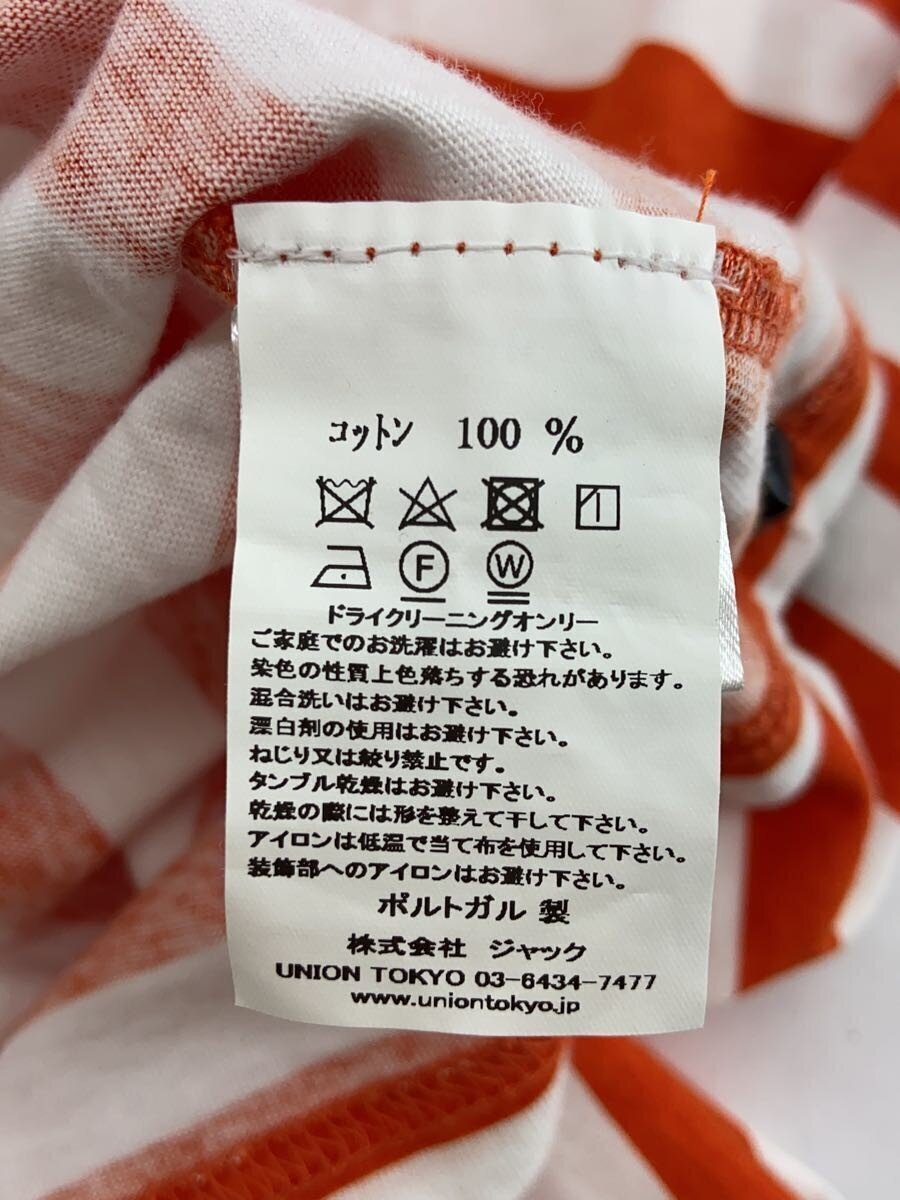 コットン 100 %
F W
ドライクリーニングオンリー
ご家庭でのお洗濯はお避け下さい。
染色の性質上色落ちする恐れがあります。
混合洗いはお避け下さい。
漂白剤の使用はお避け下さい。
ねじり又は絞り禁止です。
タンブル乾燥はお避け下さい。
乾燥の際には形を整えて干して下さい。
アイロンは低温で当て布を使用して下さい。
装飾部へのアイロンはお避け下さい。
ポルトガル 製
株式会社 ジャック
UNION TOKYO 03-6434-7477
www.uniontokyo.jp